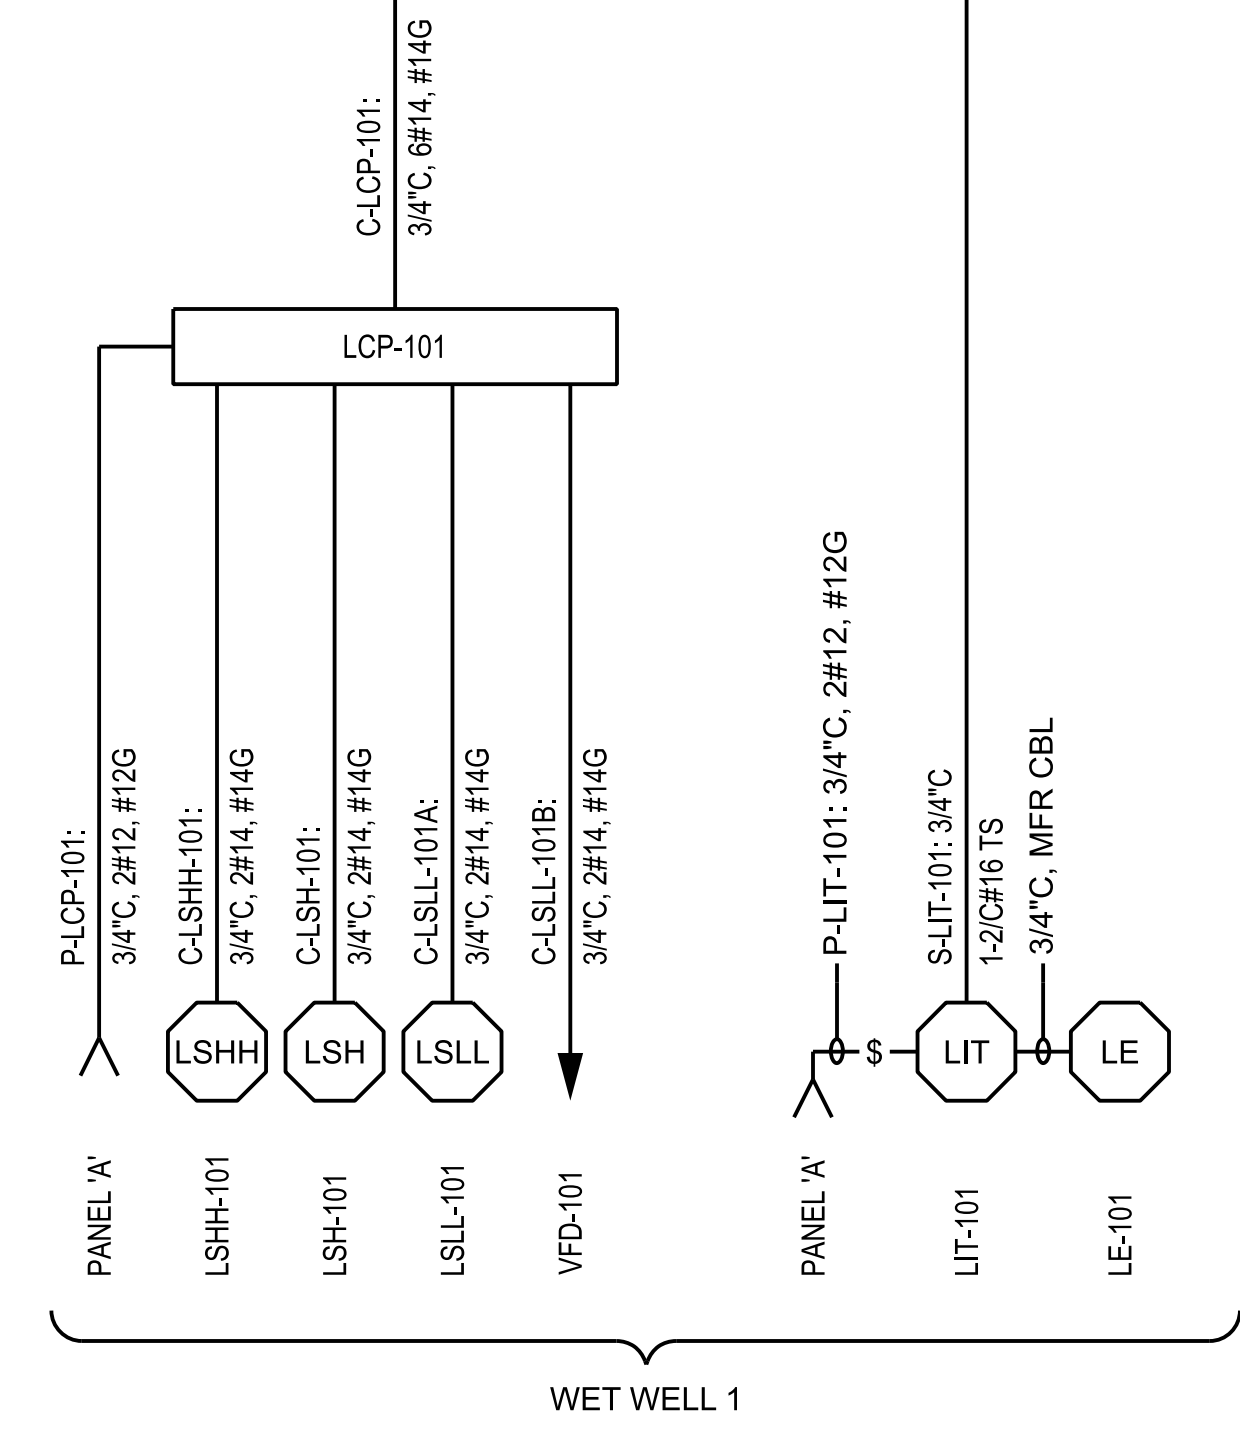 C-LCP-101:
3/4"C, 6#14, #14G
LCP-101
P-LCP-101:
3/4"C, 2#12, #12G
C-LSHH-101:
3/4"C, 2#14, #14G
C-LSH-101:
3/4"C, 2#14, #14G
C-LSLL-101A:
3/4"C, 2#14, #14G
C-LSLL-101B:
3/4"C, 2#14, #14G
P-LIT-101: 3/4"C, 2#12, #12G
S-LIT-101: 3/4"C
1-2/C#16 TS
3/4"C, MFR CBL
LSHH
LSH
LSLL
$
LIT
LE
PANEL 'A'
LSHH-101
LSH-101
LSLL-101
VFD-101
PANEL 'A'
LIT-101
LE-101
WET WELL 1